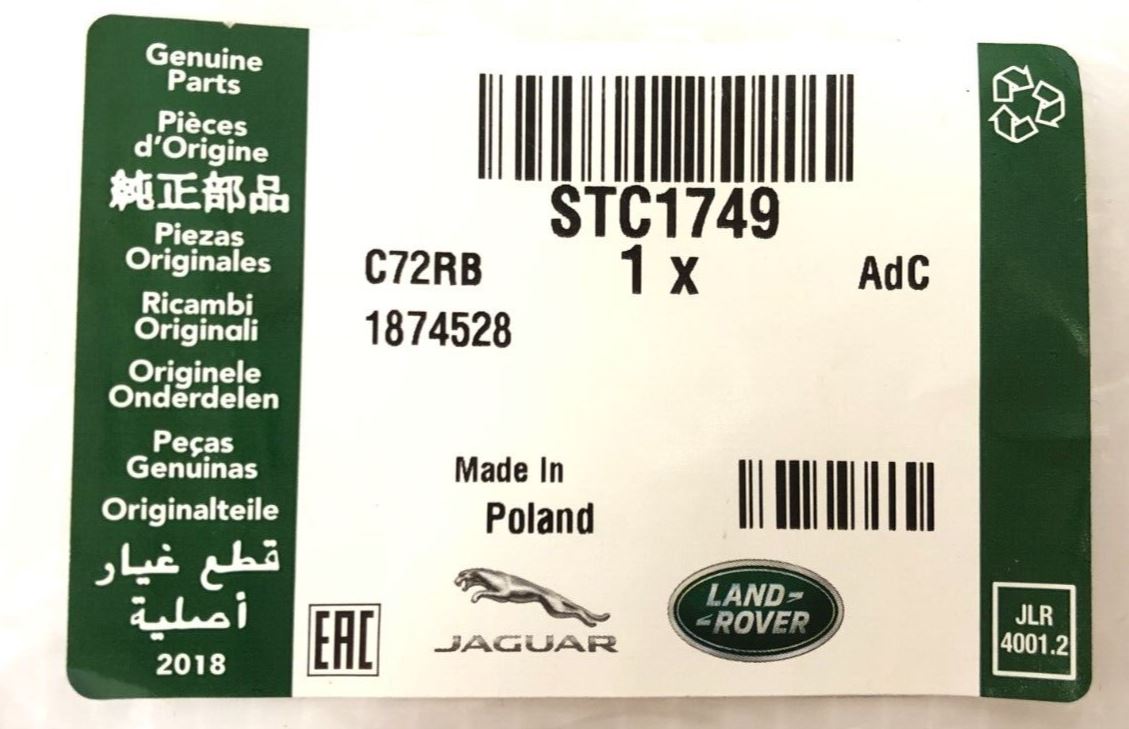 Genuine
Parts
Pièces
d'Origine
純正部品
Piezas
Originales
Ricambi
Originali
Originele
Onderdelen
Peças
Genuinas
Originalteile
قطع غيار
أصلية
2018
STC1749
C72RB
1 x
AdC
1874528
Made In
Poland
EAC
JAGUAR
LAND-
-ROVER
JLR
4001.2